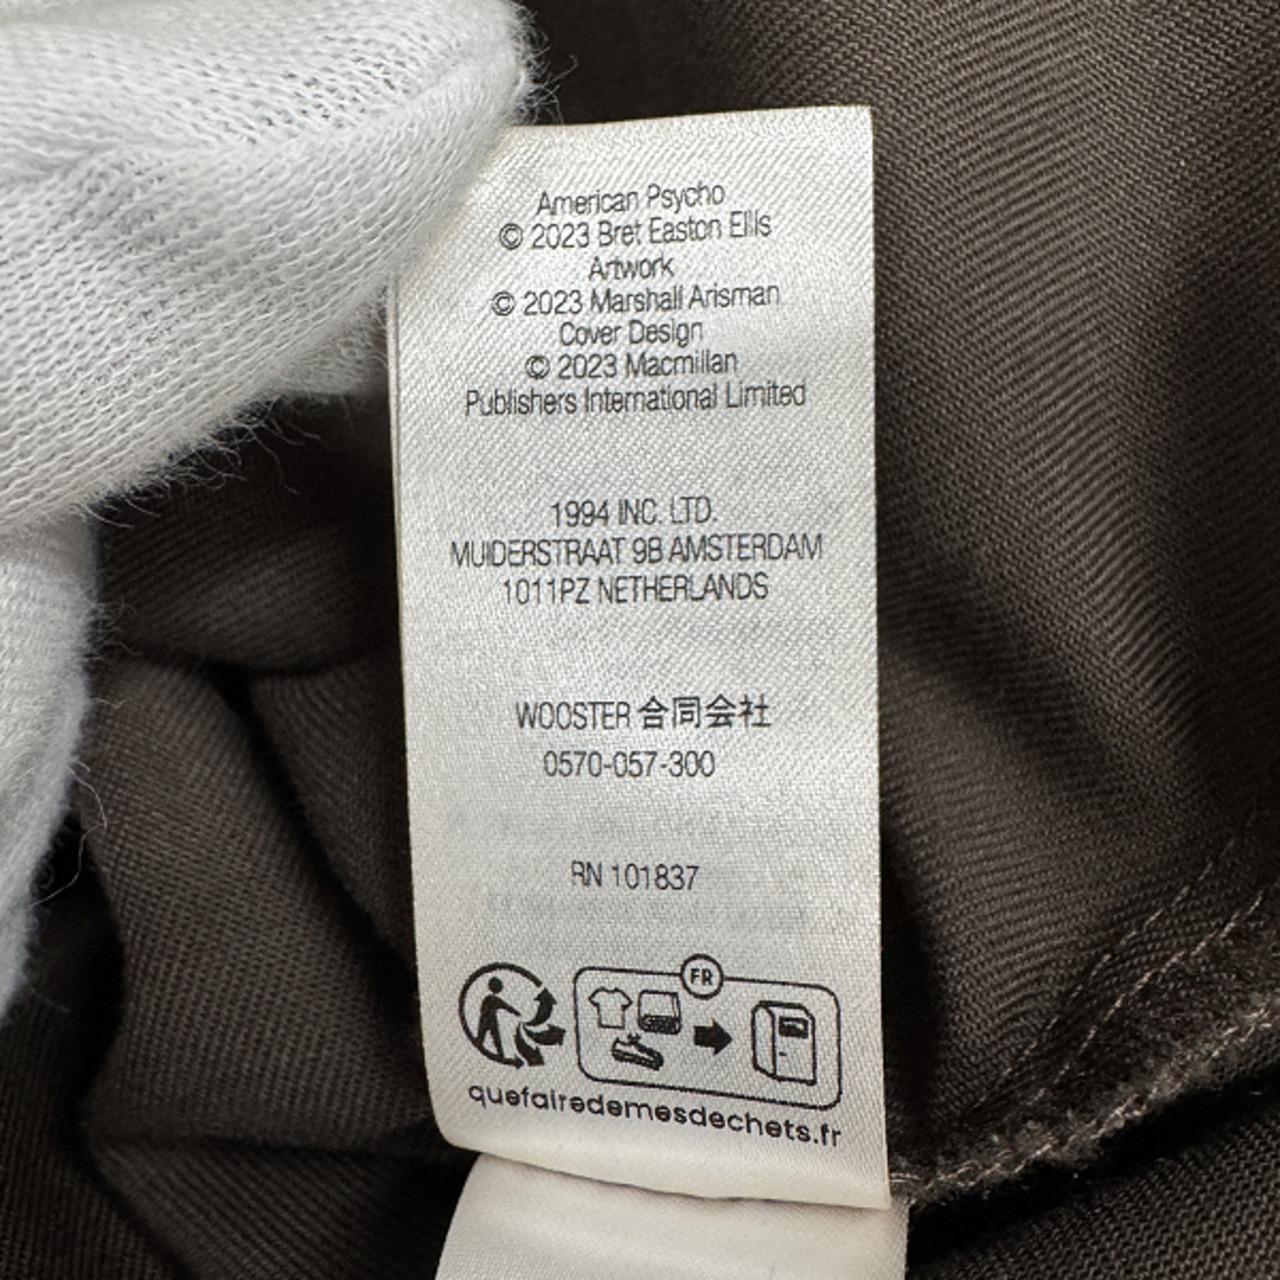 American Psycho
© 2023 Bret Easton Ellis
Artwork
© 2023 Marshall Arisman
Cover Design
© 2023 Macmillan
Publishers International Limited
1994 INC. LTD.
MUIDERSTRAAT 9B AMSTERDAM
1011PZ NETHERLANDS
WOOSTER 合同会社
0570-057-300
RN 101837
FR
quefairedemesdechets.fr